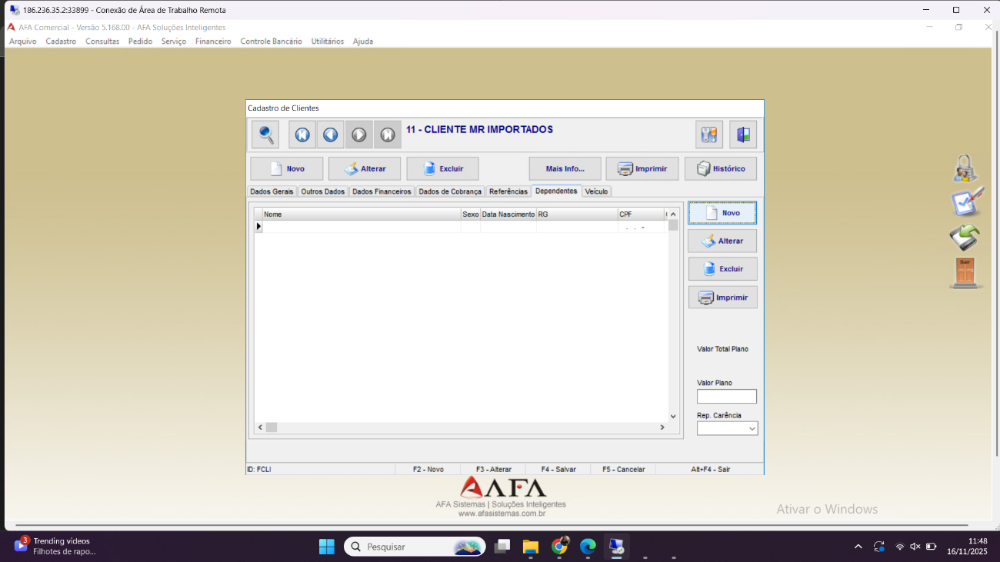 186.236.35.2:33899 - Conexão de Área de Trabalho Remota
AFA Comercial - Versão 5.168.00 - AFA Soluções Inteligentes
Arquivo Cadastro Consultas Pedido Serviço Financeiro Controle Bancário Utilitários Ajuda
Cadastro de Clientes
11 - CLIENTE MR IMPORTADOS
Novo Alterar Excluir Mais Info... Imprimir Histórico
Dados Gerais Outros Dados Dados Financeiros Dados de Cobrança Referências Dependentes Veículo
Nome Sexo Data Nascimento RG CPF
. . -
Novo
Alterar
Excluir
Imprimir
Valor Total Plano
Valor Plano
Rep. Carência
ID: FCLI F2 - Novo F3 - Alterar F4 - Salvar F5 - Cancelar Alt+F4 - Sair
Sair
AFA
AFA Sistemas | Soluções Inteligentes
www.afasistemas.com.br
Ativar o Windows
3
Trending videos
Filhotes de rapo...
Pesquisar
11:48
16/11/2025